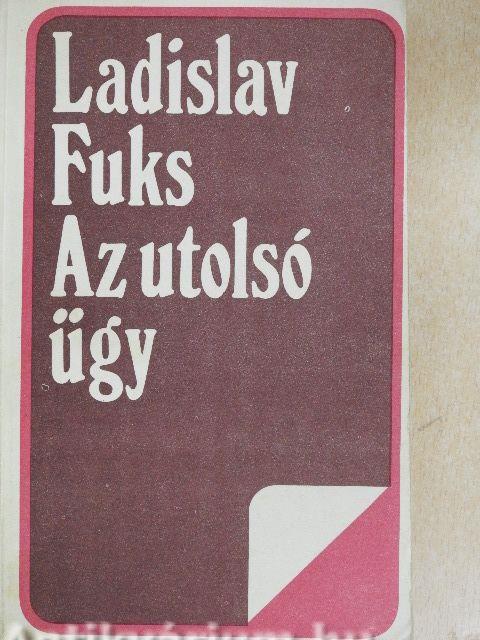 Ladislav
Fuks
Az utolsó
ügy